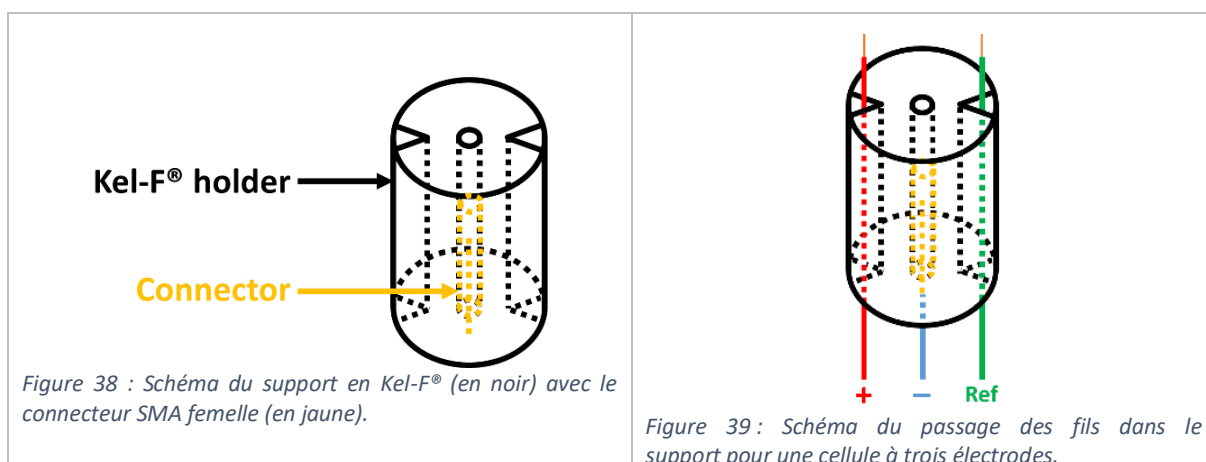 Kel-F® holder
Connector
Figure 38 : Schéma du support en Kel-F® (en noir) avec le
connecteur SMA femelle (en jaune).
+
–
Ref
Figure 39 : Schéma du passage des fils dans le
support pour une cellule à trois électrodes.